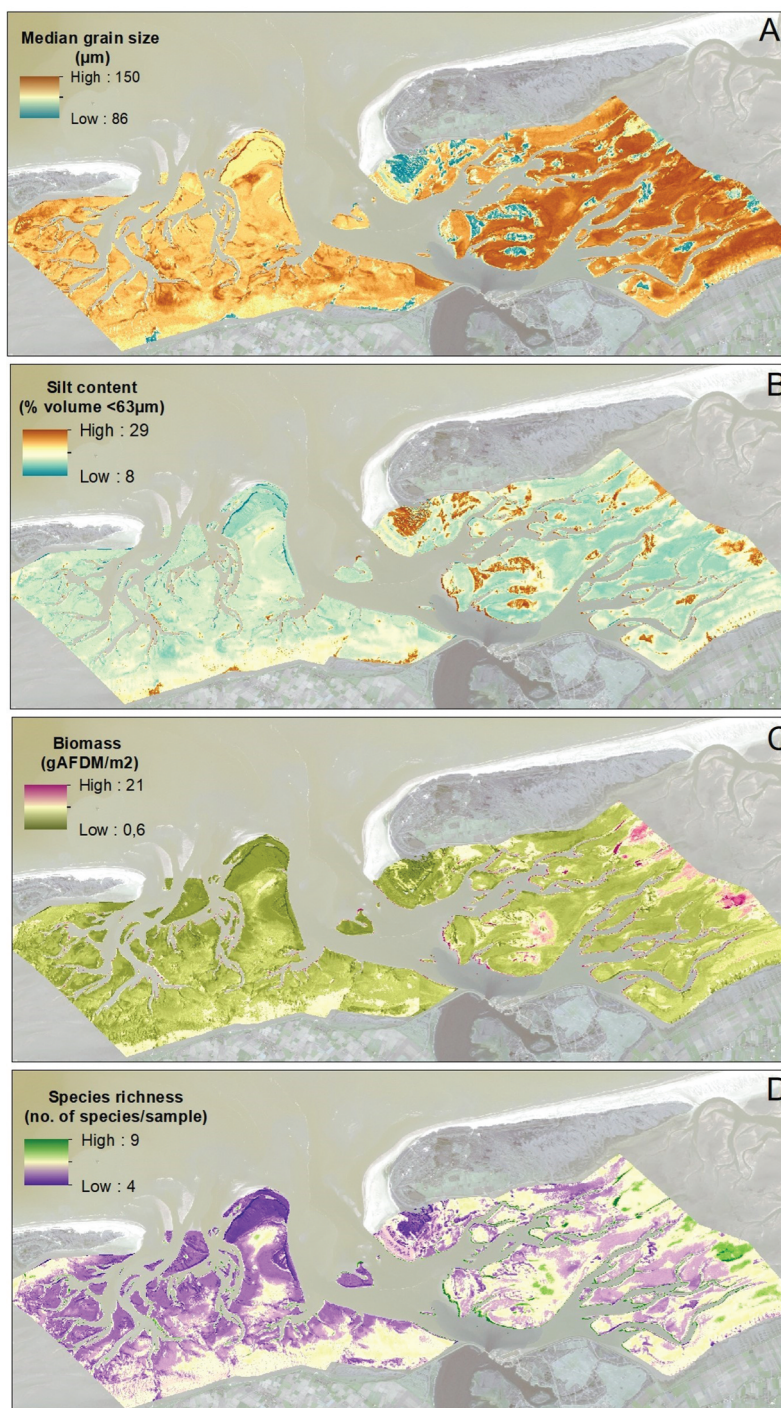 A
Median grain size
(µm)
High : 150
Low : 86
B
Silt content
(% volume <63µm)
High : 29
Low : 8
C
Biomass
(gAFDM/m2)
High : 21
Low : 0,6
D
Species richness
(no. of species/sample)
High : 9
Low : 4